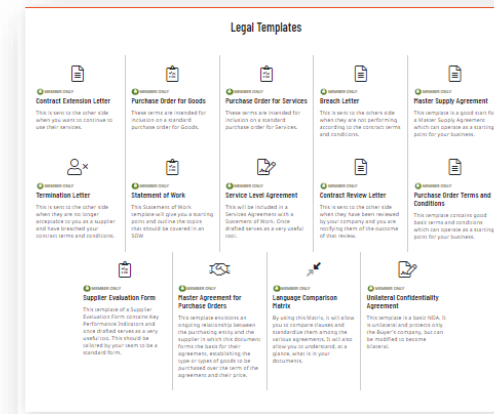 Legal Templates
MEMBER ONLY
Contract Extension Letter
This is sent to the other side
when you want to continue to
use their services.
MEMBER ONLY
Purchase Order for Goods
These terms are intended for
inclusion on a standard
purchase order for Goods.
MEMBER ONLY
Purchase Order for Services
These terms are intended for
inclusion on a standard
purchase order for Services.
MEMBER ONLY
Breach Letter
This is sent to the others side
when they are not performing
according to the contract terms
and conditions.
MEMBER ONLY
Master Supply Agreement
This template is a good start for
a Master Supply Agreement
which can operate as a starting
point for your business.
MEMBER ONLY
Termination Letter
This is sent to the other side
when they are no longer
acceptable to you as a supplier
and have breached your
contract terms and conditions.
MEMBER ONLY
Statement of Work
This Statement of Work
template will give you a starting
point and outline the topics
that should be covered in an
SOW
MEMBER ONLY
Service Level Agreement
This will be included in a
Services Agreement with a
Statement of Work. Once
drafted serves as a very useful
tool.
MEMBER ONLY
Contract Review Letter
This is sent to the other side
when they have been reviewed
by your company and you are
notifying them of the outcome
of that review.
MEMBER ONLY
Purchase Order Terms and
Conditions
This template contains good
basic terms and conditions
which can operate as a starting
point for your business.
MEMBER ONLY
Supplier Evaluation Form
This template of a Supplier
Evaluation Form contains Key
Performance Indicators and
once drafted serves as a very
useful tool. This should be
tailored by your team to be a
standard form.
MEMBER ONLY
Master Agreement for
Purchase Orders
This template envisions an
ongoing relationship between
the purchasing entity and the
supplier in which this document
forms the basis for their
agreement, establishing the
type or types of goods to be
purchased over the term of the
agreement and their price.
MEMBER ONLY
Language Comparison
Matrix
By using this Matrix, it will allow
you to compare clauses and
standardize them among the
various agreements. It will also
allow you to understand, at a
glance, what is in your
documents.
MEMBER ONLY
Unilateral Confidentiality
Agreement
This template is a basic NDA. It
is unilateral and protects only
the Buyer's company, but can
be modified to become
bilateral.